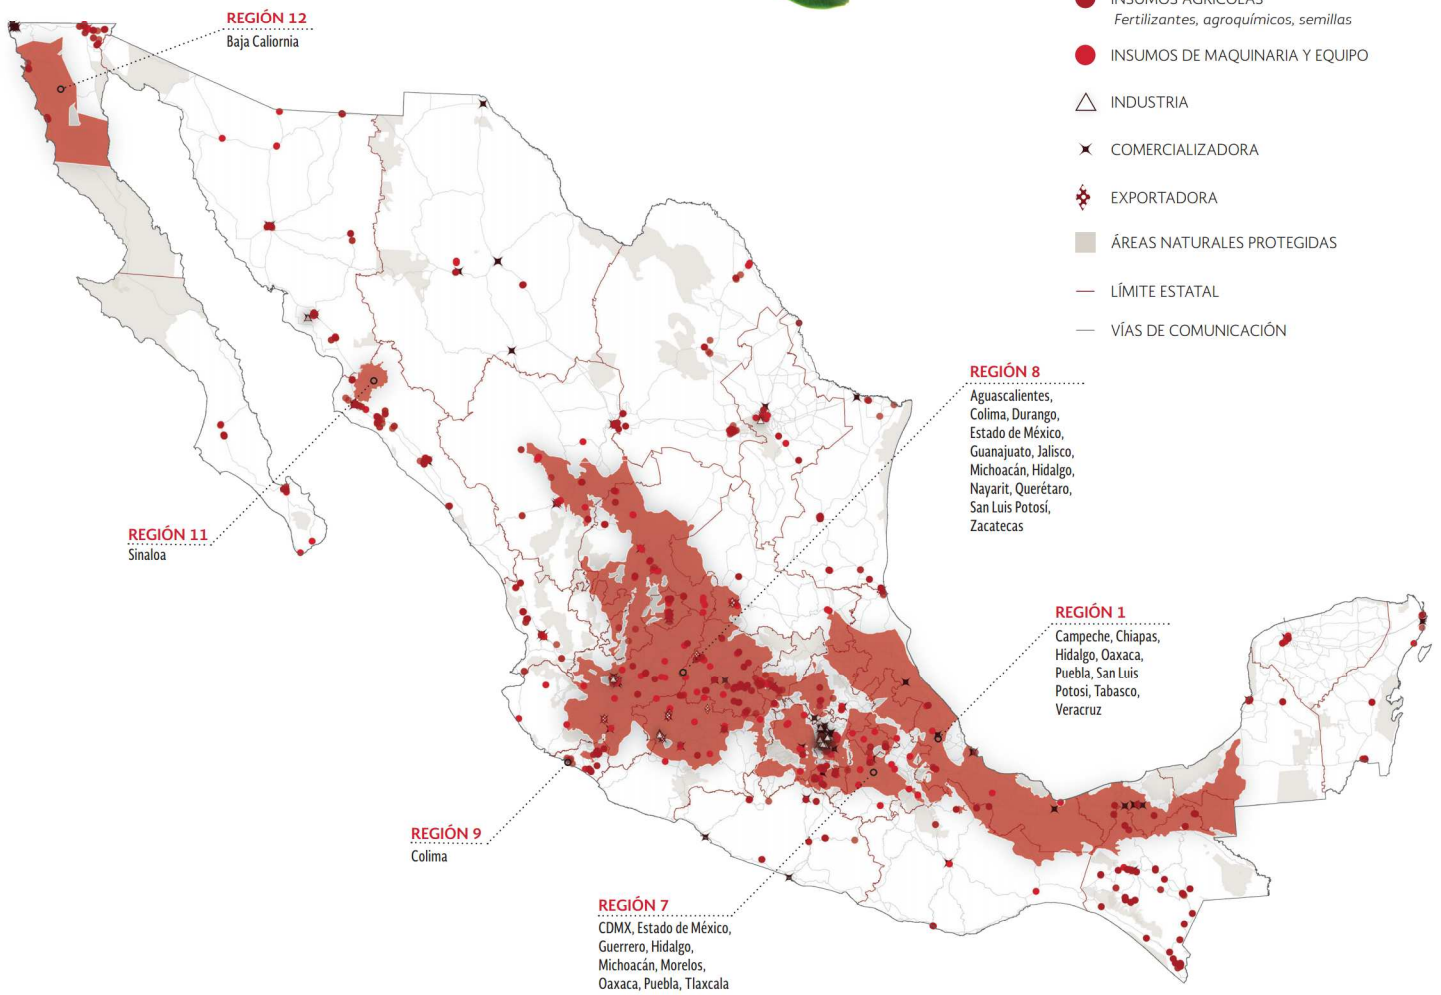 REGIÓN 12
Baja Caliornia
INSUMOS AGRÍCOLAS
Fertilizantes, agroquímicos, semillas
INSUMOS DE MAQUINARIA Y EQUIPO
INDUSTRIA
COMERCIALIZADORA
EXPORTADORA
ÁREAS NATURALES PROTEGIDAS
LÍMITE ESTATAL
VÍAS DE COMUNICACIÓN
REGIÓN 8
Aguascalientes,
Colima, Durango,
Estado de México,
Guanajuato, Jalisco,
Michoacán, Hidalgo,
Nayarit, Querétaro,
San Luis Potosí,
Zacatecas
REGIÓN 11
Sinaloa
REGIÓN 1
Campeche, Chiapas,
Hidalgo, Oaxaca,
Puebla, San Luis
Potosi, Tabasco,
Veracruz
REGIÓN 9
Colima
REGIÓN 7
CDMX, Estado de México,
Guerrero, Hidalgo,
Michoacán, Morelos,
Oaxaca, Puebla, Tlaxcala